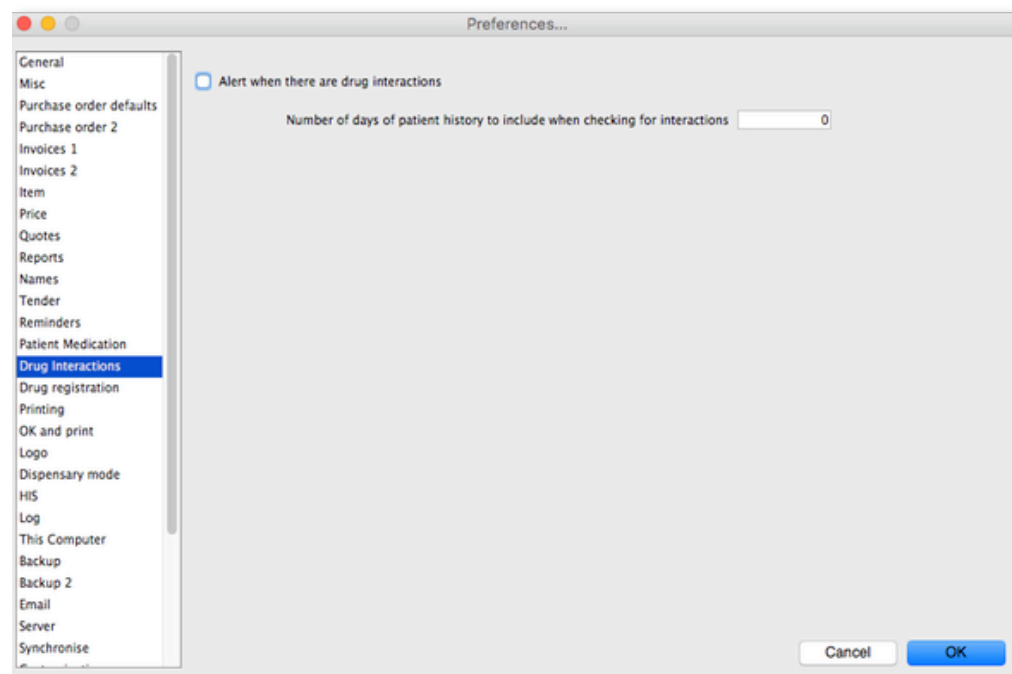 Preferences...
General
Misc
Purchase order defaults
Purchase order 2
Invoices 1
Invoices 2
Item
Price
Quotes
Reports
Names
Tender
Reminders
Patient Medication
Drug Interactions
Drug registration
Printing
OK and print
Logo
Dispensary mode
HIS
Log
This Computer
Backup
Backup 2
Email
Server
Synchronise
Alert when there are drug interactions
Number of days of patient history to include when checking for interactions 0
Cancel OK